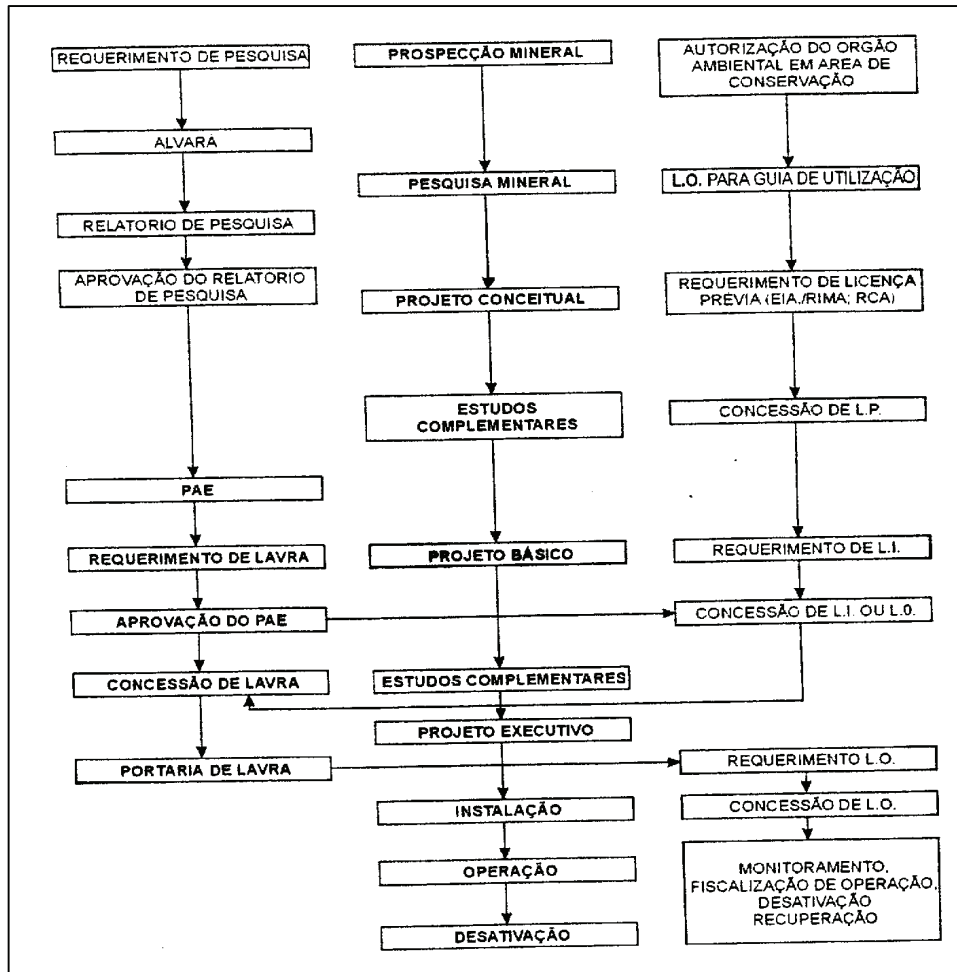 REQUERIMENTO DE PESQUISA
ALVARÁ
RELATORIO DE PESQUISA
APROVAÇÃO DO RELATORIO
DE PESQUISA
PAE
REQUERIMENTO DE LAVRA
APROVAÇÃO DO PAE
CONCESSÃO DE LAVRA
PORTARIA DE LAVRA
PROSPECÇÃO MINERAL
PESQUISA MINERAL
PROJETO CONCEITUAL
ESTUDOS
COMPLEMENTARES
PROJETO BÁSICO
ESTUDOS COMPLEMENTARES
PROJETO EXECUTIVO
INSTALAÇÃO
OPERAÇÃO
DESATIVAÇÃO
AUTORIZAÇÃO DO ORGÃO
AMBIENTAL EM AREA DE
CONSERVAÇÃO
L.O. PARA GUIA DE UTILIZAÇÃO
REQUERIMENTO DE LICENÇA
PRÉVIA (EIA./RIMA; RCA)
CONCESSÃO DE L.P.
REQUERIMENTO DE L.I.
CONCESSÃO DE L.I. OU L.0.
REQUERIMENTO L.O.
CONCESSÃO DE L.O.
MONITORAMENTO,
FISCALIZAÇÃO DE OPERAÇÃO,
DESATIVAÇÃO
RECUPERAÇÃO